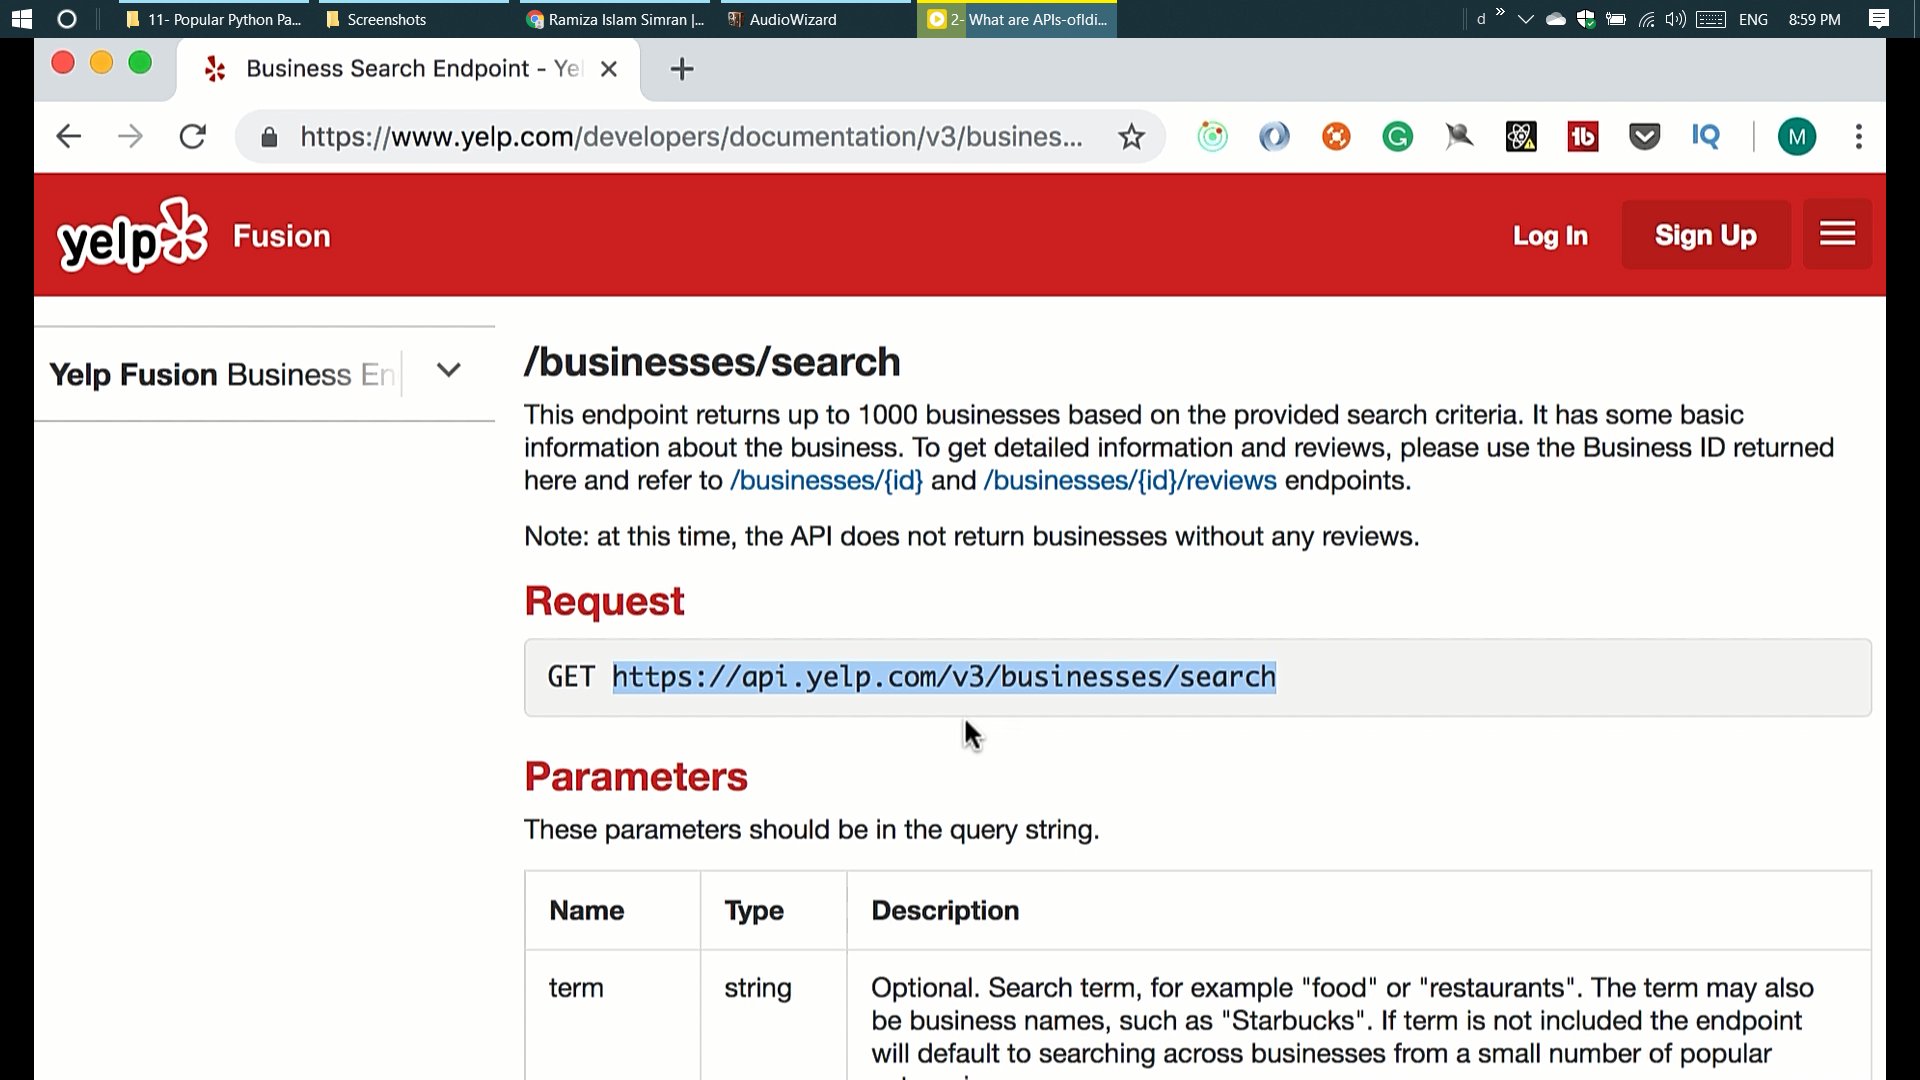 11- Popular Python Pa...
Screenshots
Ramiza Islam Simran |...
AudioWizard
2- What are APIs-ofIdi...
d
ENG
8:59 PM
Business Search Endpoint - Yel
https://www.yelp.com/developers/documentation/v3/busines...
G
IQ
M
yelp
Fusion
Log In
Sign Up
Yelp Fusion Business En
/businesses/search
This endpoint returns up to 1000 businesses based on the provided search criteria. It has some basic
information about the business. To get detailed information and reviews, please use the Business ID returned
here and refer to /businesses/{id} and /businesses/{id}/reviews endpoints.
Note: at this time, the API does not return businesses without any reviews.
Request
GET https://api.yelp.com/v3/businesses/search
Parameters
These parameters should be in the query string.
Name Type Description
term string Optional. Search term, for example "food" or "restaurants". The term may also
be business names, such as "Starbucks". If term is not included the endpoint
will default to searching across businesses from a small number of popular